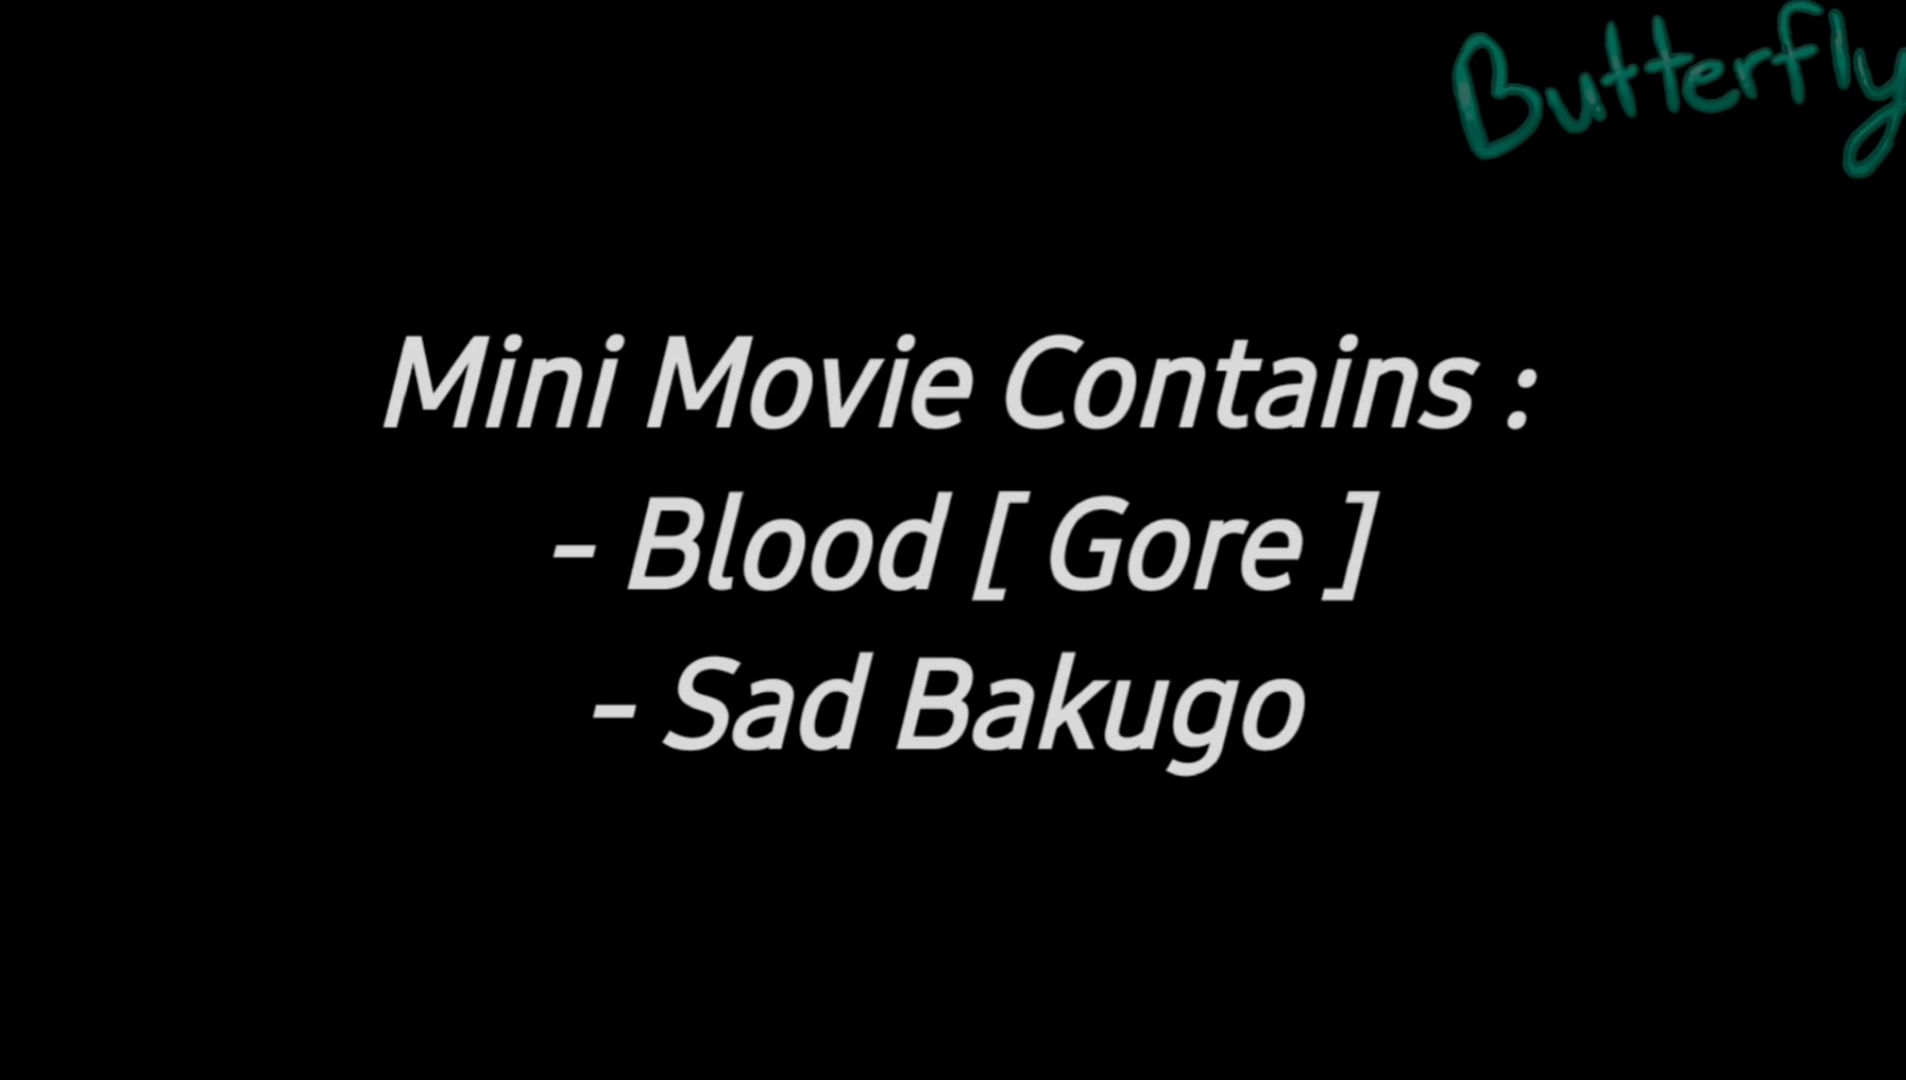 Butterfly
Mini Movie Contains :
- Blood [ Gore ]
- Sad Bakugo